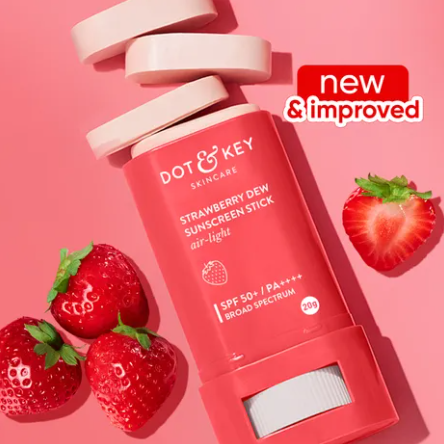 new
& improved
DOT & KEY
SKINCARE
STRAWBERRY DEW
SUNSCREEN STICK
air-light
SPF 50+ / PA++++
BROAD SPECTRUM
20g